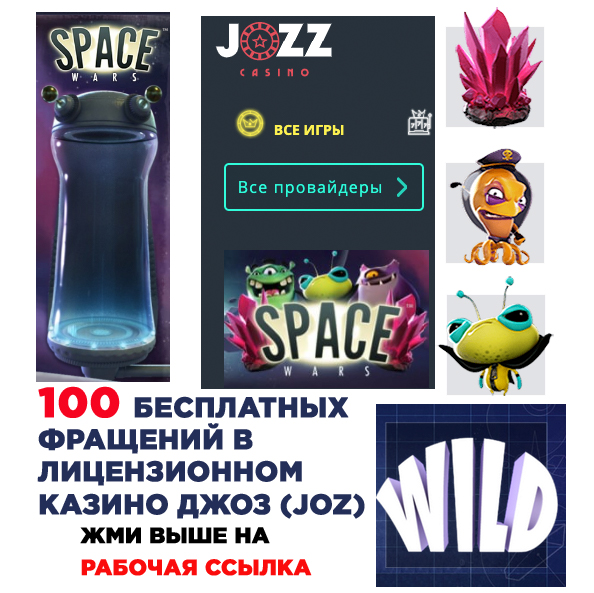 SPACE
WARS
JOZZ
CASINO
ВСЕ ИГРЫ
Все провайдеры
SPACE
WARS
100 БЕСПЛАТНЫХ
ФРАЩЕНИЙ В
ЛИЦЕНЗИОННОМ
КАЗИНО ДЖОЗ (JOZ)
ЖМИ ВЫШЕ НА
РАБОЧАЯ ССЫЛКА
WILD